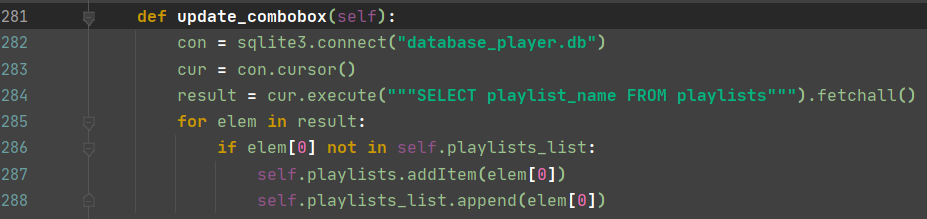 281 def update_combobox(self):
282 con = sqlite3.connect("database_player.db")
283 cur = con.cursor()
284 result = cur.execute("""SELECT playlist_name FROM playlists""").fetchall()
285 for elem in result:
286 if elem[0] not in self.playlists_list:
287 self.playlists.addItem(elem[0])
288 self.playlists_list.append(elem[0])